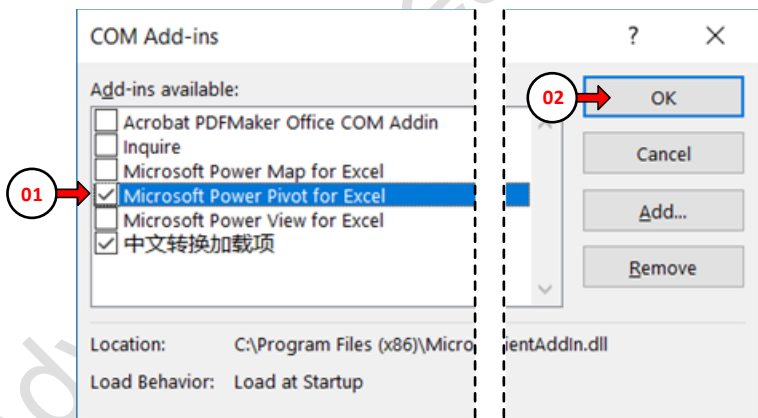 COM Add-ins
?
Add-ins available:
Acrobat PDFMaker Office COM Addin
Inquire
Microsoft Power Map for Excel
Microsoft Power Pivot for Excel
Microsoft Power View for Excel
中文转换加载项
01
02
OK
Cancel
Add...
Remove
Location: C:\Program Files (x86)\Micro ientAddIn.dll
Load Behavior: Load at Startup